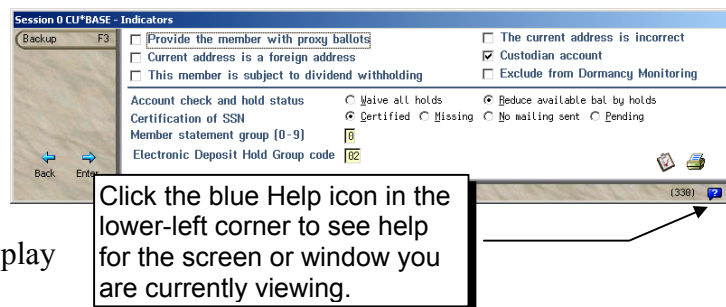 Session 0 CU*BASE - Indicators
Backup F3
Provide the member with proxy ballots
The current address is incorrect
Current address is a foreign address
Custodian account
This member is subject to dividend withholding
Exclude from Dormancy Monitoring
Account check and hold status Waive all holds Reduce available bal by holds
Certification of SSN Certified Missing No mailing sent Pending
Member statement group (0-9) 0
Electronic Deposit Hold Group code 02
Back Enter
(338)
Click the blue Help icon in the
lower-left corner to see help
for the screen or window you
are currently viewing.
play